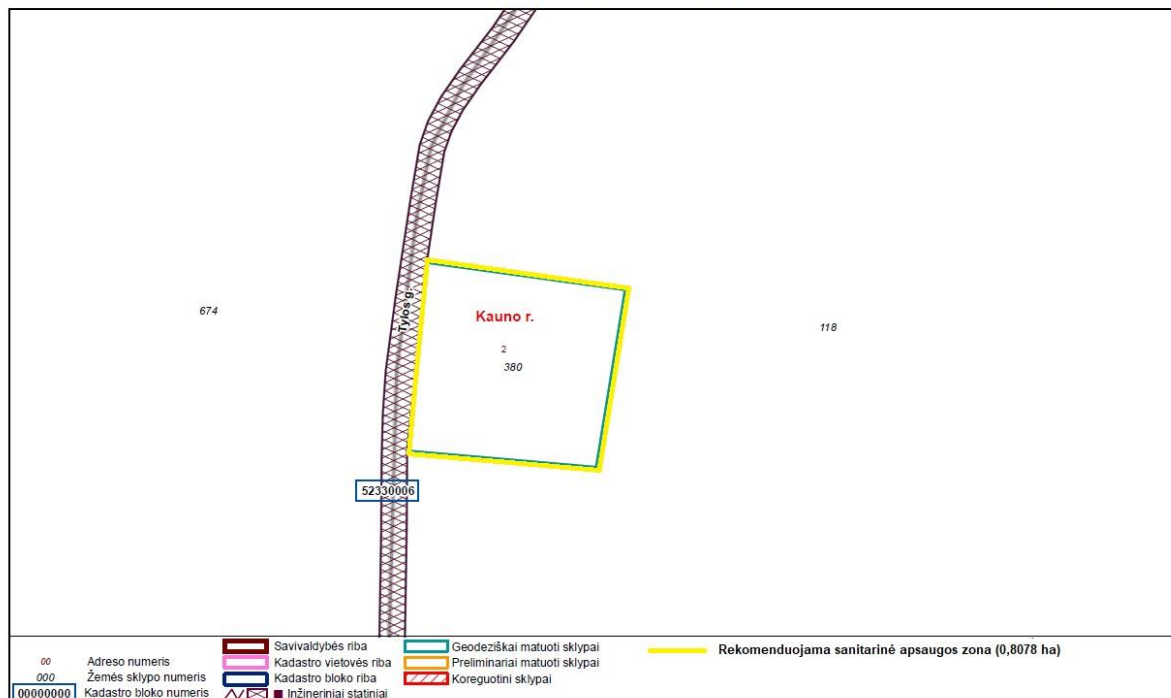 Tylos g.
674
Kauno r.
118
2
380
52330006
00 Adreso numeris
000 Žemės sklypo numeris
00000000 Kadastro bloko numeris
Savivaldybės riba
Kadastro vietovės riba
Kadastro bloko riba
Inžineriniai statiniai
Geodeziškai matuoti sklypai
Preliminariai matuoti sklypai
Koreguotini sklypai
Rekomenduojama sanitarinė apsaugos zona (0,8078 ha)